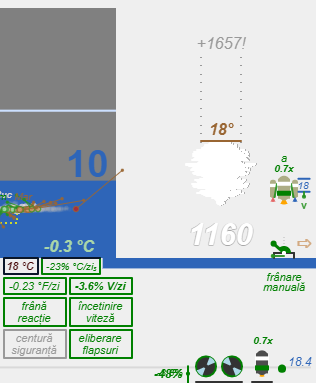 +1657!
18°
10
a
0.7x
18
v
1160
-0.3 °C
18 °C
-23% °C/zi₅
-0.23 °F/zi
-3.6% V/zi
frână
reacție
încetinire
viteză
centură
siguranță
eliberare
flapsuri
frânare
manuală
0.7x
18.4
-48%